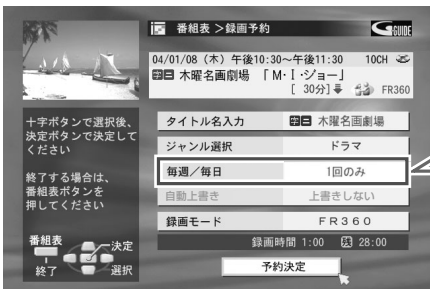 番組表 >録画予約
G GUIDE
04/01/08（木）午後10:30～午後11:30 10CH
木曜名画劇場 「M・I・ジョー」
[ 30分] FR360
十字ボタンで選択後、
決定ボタンで決定して
ください
終了する場合は、
番組表ボタンを
押してください
タイトル名入力 木曜名画劇場
ジャンル選択 ドラマ
毎週／毎日 1回のみ
自動上書き 上書きしない
録画モード ＦＲ３６０
録画時間 1:00 残 28:00
番組表
決定
終了
選択
予約決定